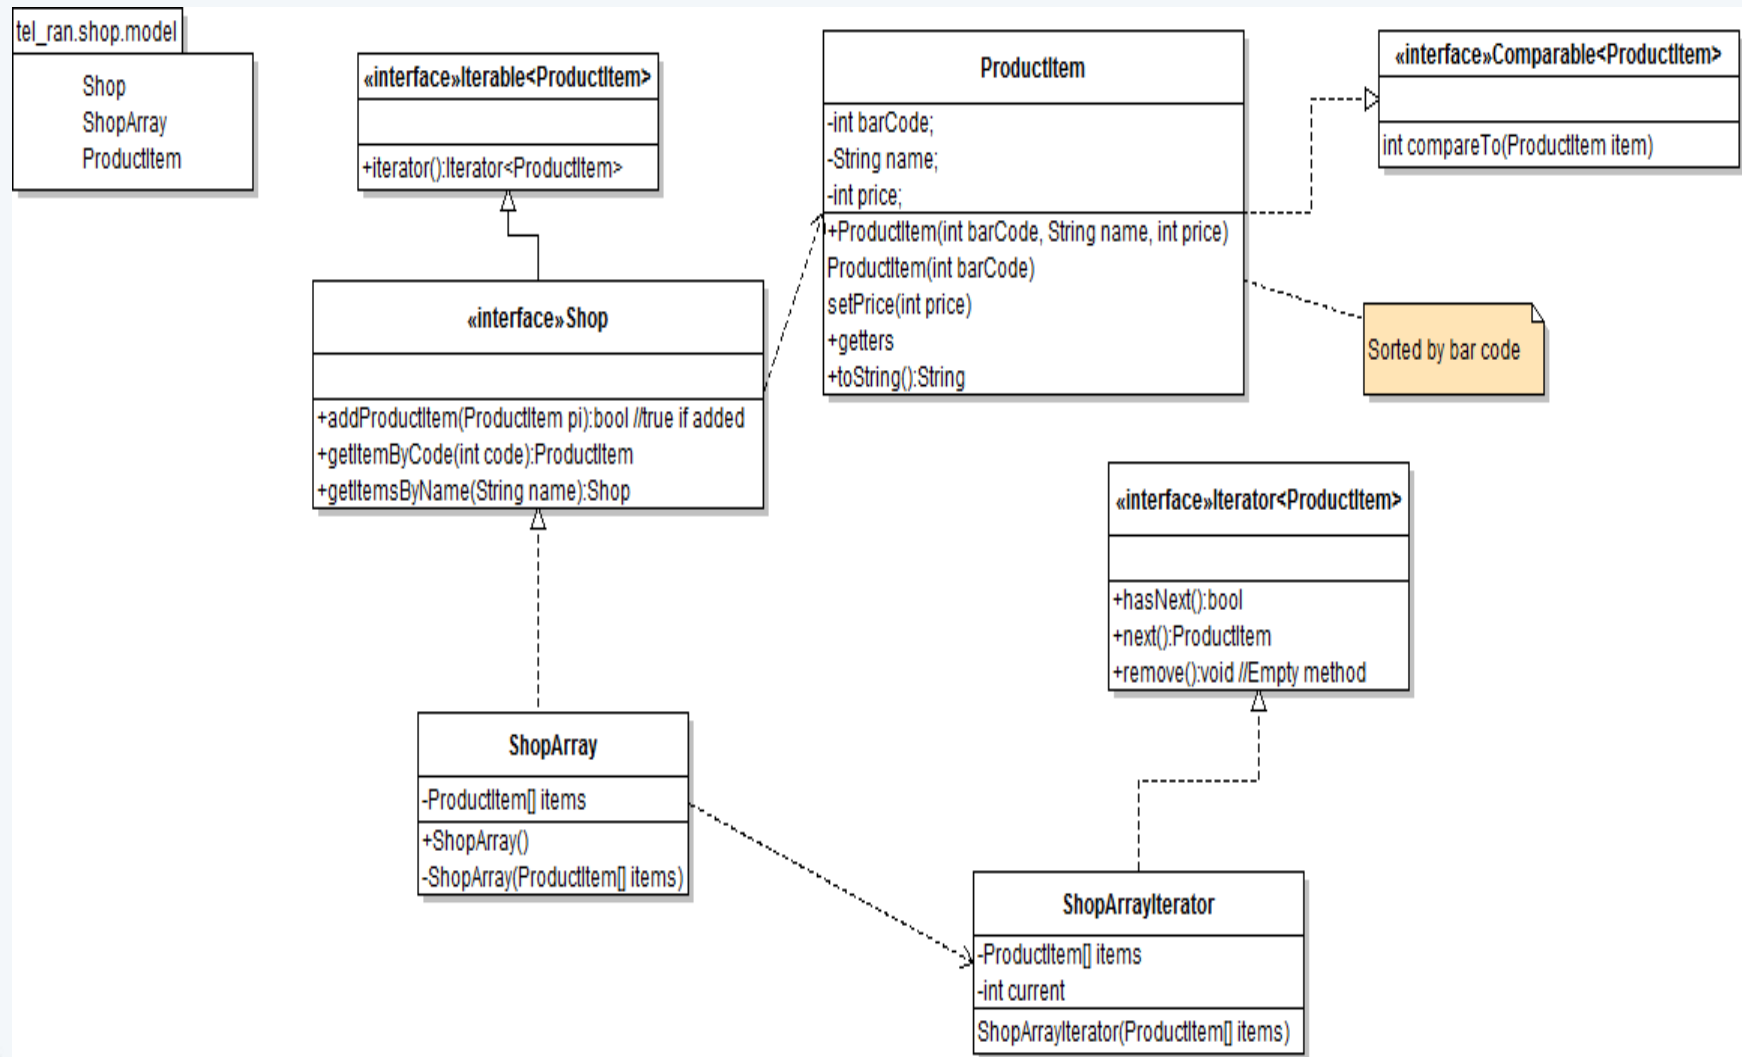 tel_ran.shop.model
Shop
ShopArray
ProductItem
«interface»Iterable<ProductItem>
+iterator():Iterator<ProductItem>
ProductItem
-int barCode;
-String name;
-int price;
+ProductItem(int barCode, String name, int price)
ProductItem(int barCode)
setPrice(int price)
+getters
+toString():String
«interface»Comparable<ProductItem>
int compareTo(ProductItem item)
Sorted by bar code
«interface»Shop
+addProductItem(ProductItem pi):bool //true if added
+getItemByCode(int code):ProductItem
+getItemsByName(String name):Shop
«interface»Iterator<ProductItem>
+hasNext():bool
+next():ProductItem
+remove():void //Empty method
ShopArray
-ProductItem[] items
+ShopArray()
-ShopArray(ProductItem[] items)
ShopArrayIterator
-ProductItem[] items
-int current
ShopArrayIterator(ProductItem[] items)